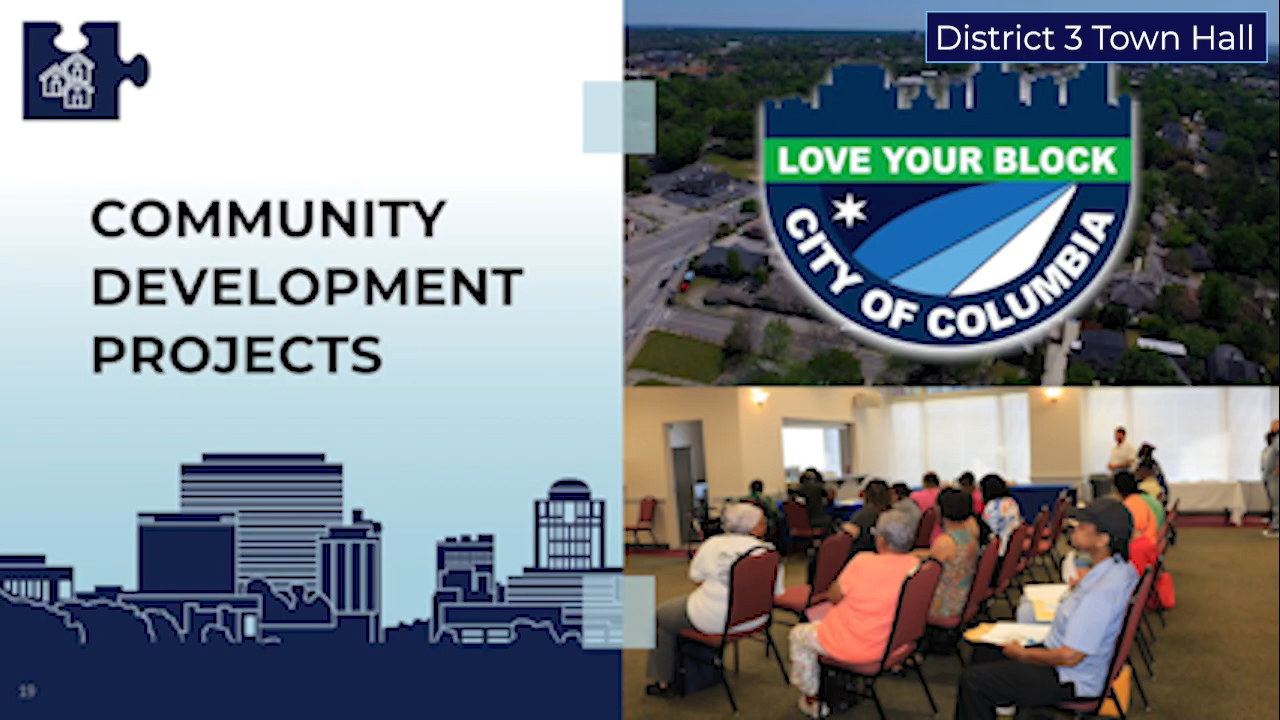 District 3 Town Hall
COMMUNITY
DEVELOPMENT
PROJECTS
LOVE YOUR BLOCK
CITY OF COLUMBIA
19